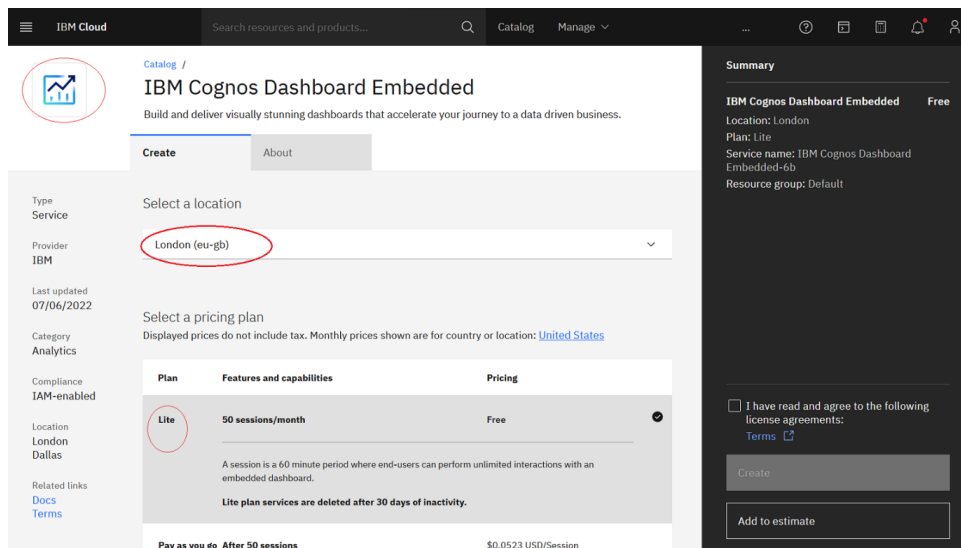 IBM Cloud
Search resources and products...
Catalog
Manage
...
Catalog /
IBM Cognos Dashboard Embedded
Build and deliver visually stunning dashboards that accelerate your journey to a data driven business.
Create
About
Type
Service
Provider
IBM
Last updated
07/06/2022
Category
Analytics
Compliance
IAM-enabled
Location
London
Dallas
Related links
Docs
Terms
Select a location
London (eu-gb)
Select a pricing plan
Displayed prices do not include tax. Monthly prices shown are for country or location: United States
Plan Features and capabilities Pricing
Lite 50 sessions/month Free
A session is a 60 minute period where end-users can perform unlimited interactions with an
embedded dashboard.
Lite plan services are deleted after 30 days of inactivity.
Pay as you go After 50 sessions $0.0523 USD/Session
Summary
IBM Cognos Dashboard Embedded Free
Location: London
Plan: Lite
Service name: IBM Cognos Dashboard
Embedded-6b
Resource group: Default
I have read and agree to the following
license agreements:
Terms
Create
Add to estimate